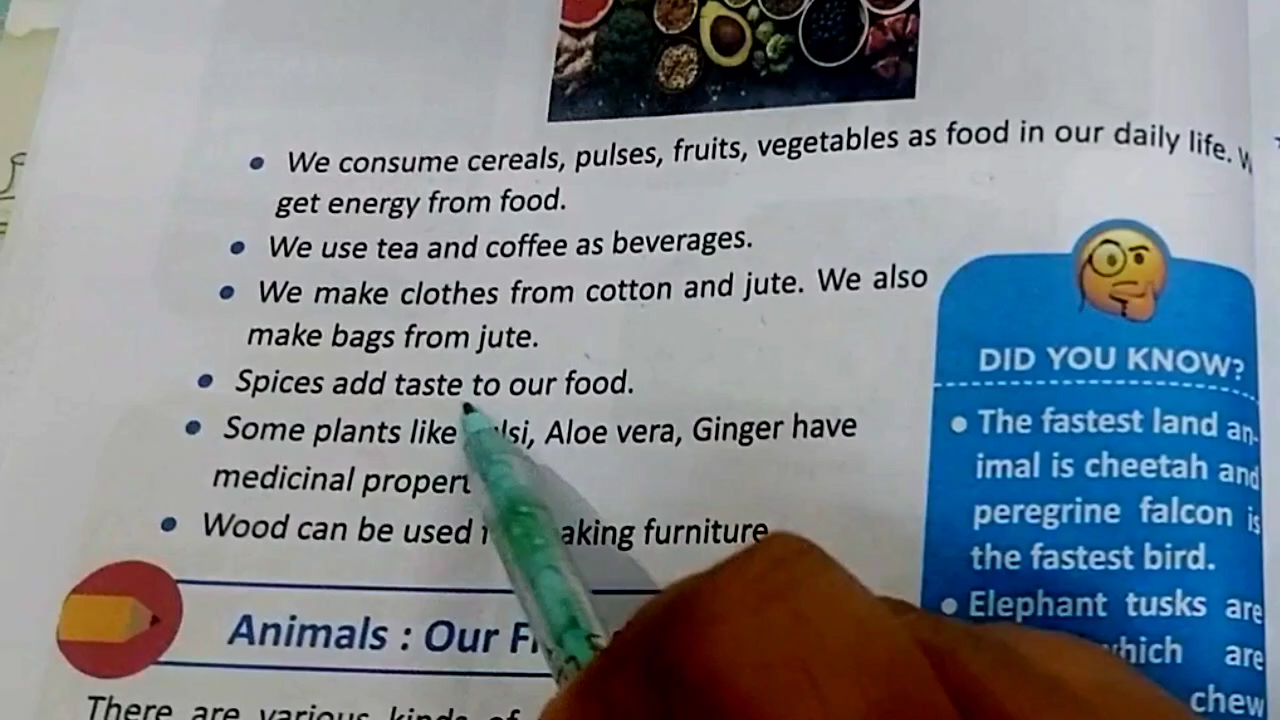 We consume cereals, pulses, fruits, vegetables as food in our daily life.
get energy from food.
We use tea and coffee as beverages.
We make clothes from cotton and jute. We also
make bags from jute.
Spices add taste to our food.
Some plants like Aloe vera, Ginger have
medicinal
Wood can be used furniture
Animals : Our
There are various kinds of
DID YOU KNOW?
The fastest land an-
imal is cheetah and
peregrine falcon is
the fastest bird.
Elephant tusks are
which are
chew